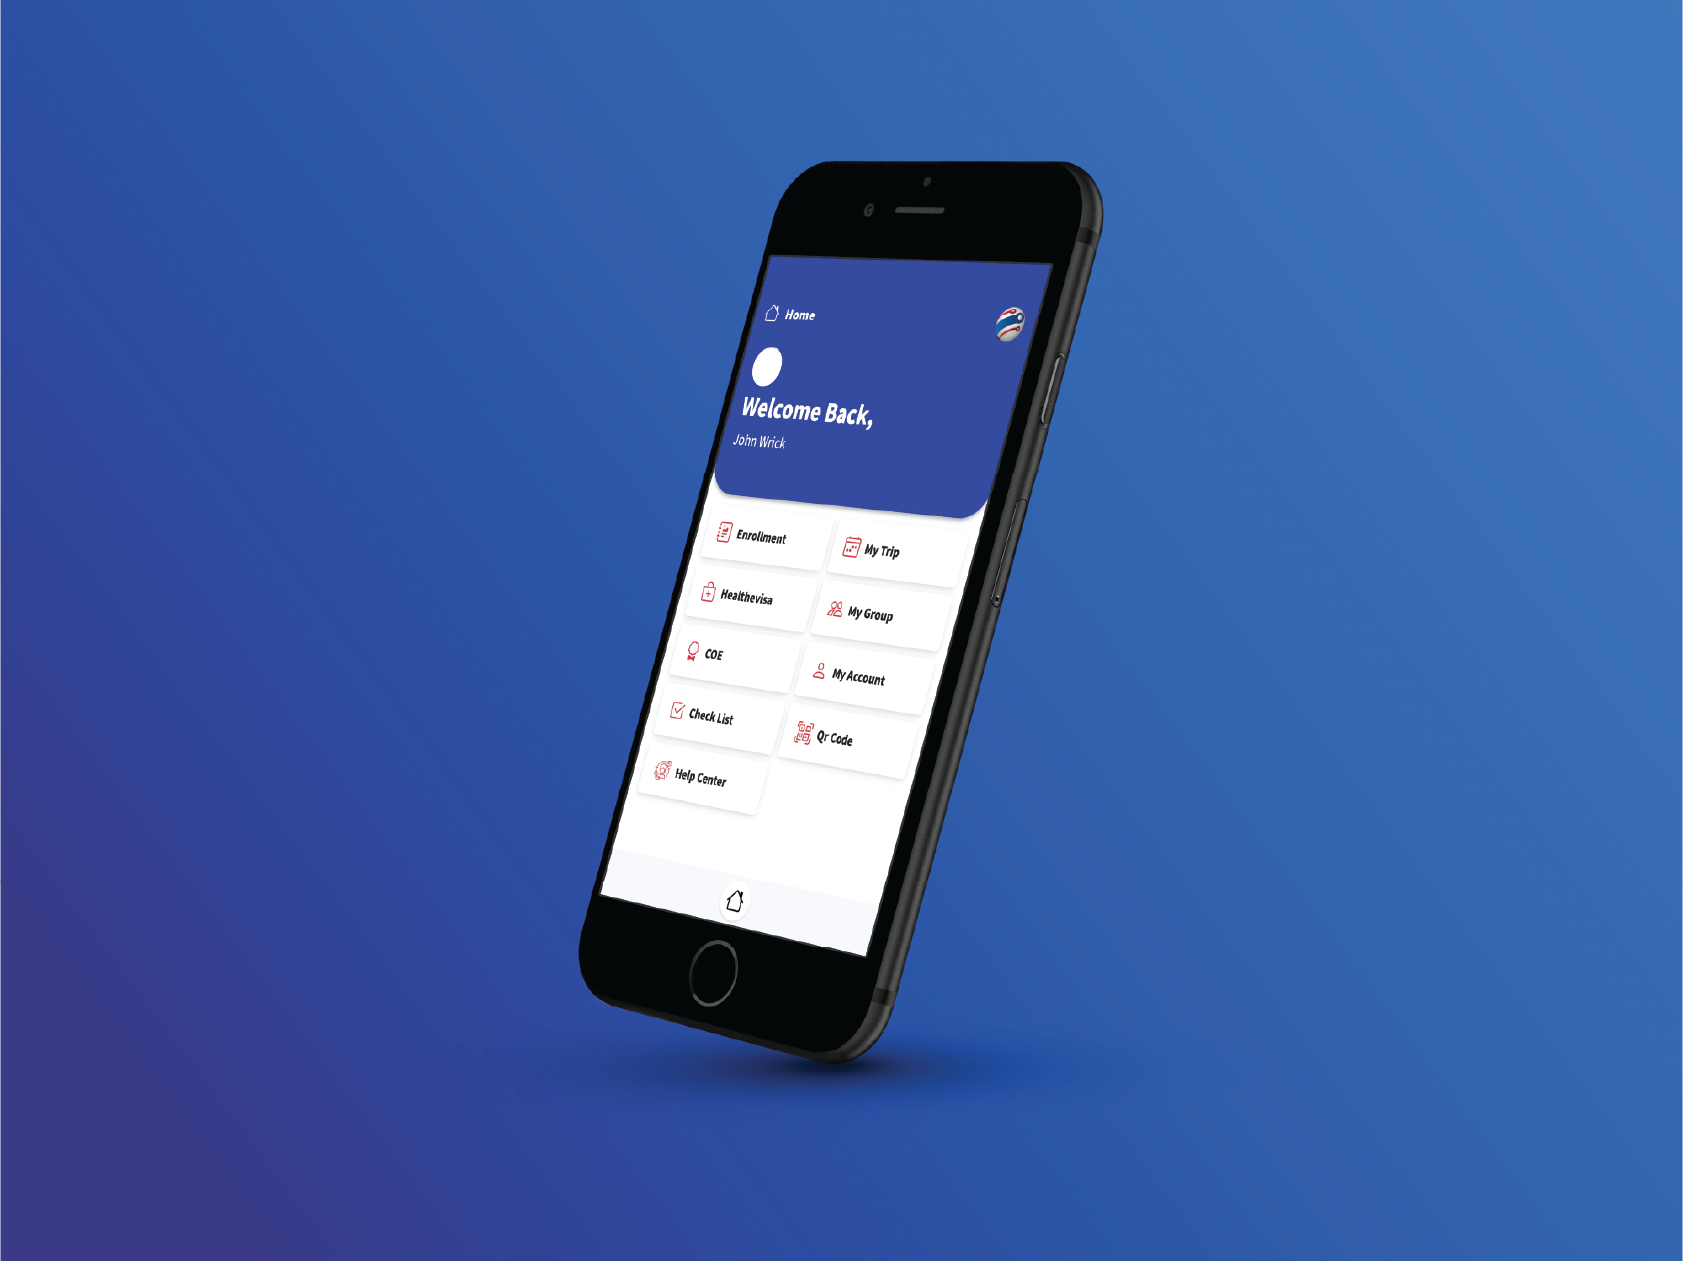 Home
Welcome Back,
John Wrick
Enrollment
My Trip
Healthevisa
My Group
COE
My Account
Check List
Qr Code
Help Center